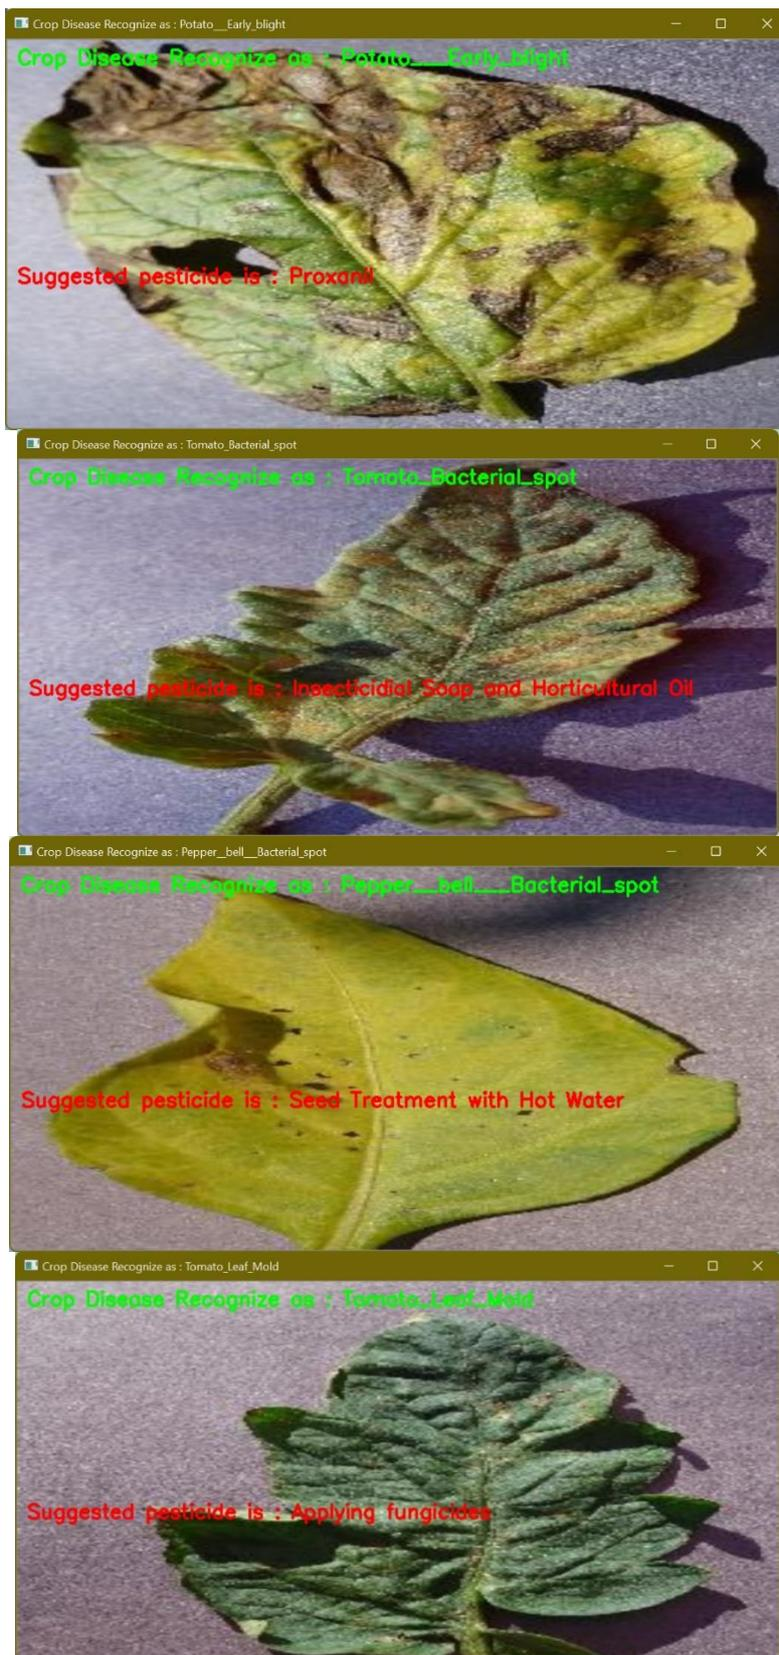 Crop Disease Recognize as : Potato__Early_blight
Crop Disease Recognize as : Potato___Early_blight
Suggested pesticide is : Proxanil
Crop Disease Recognize as : Tomato_Bacterial_spot
Crop Disease Recognize as : Tomato_Bacterial_spot
Suggested pesticide is : Insecticidial Soap and Horticultural Oil
Crop Disease Recognize as : Pepper__bell__Bacterial_spot
Crop Disease Recognize as : Pepper__bell___Bacterial_spot
Suggested pesticide is : Seed Treatment with Hot Water
Crop Disease Recognize as : Tomato_Leaf_Mold
Crop Disease Recognize as : Tomato_Leaf_Mold
Suggested pesticide is : Applying fungicides